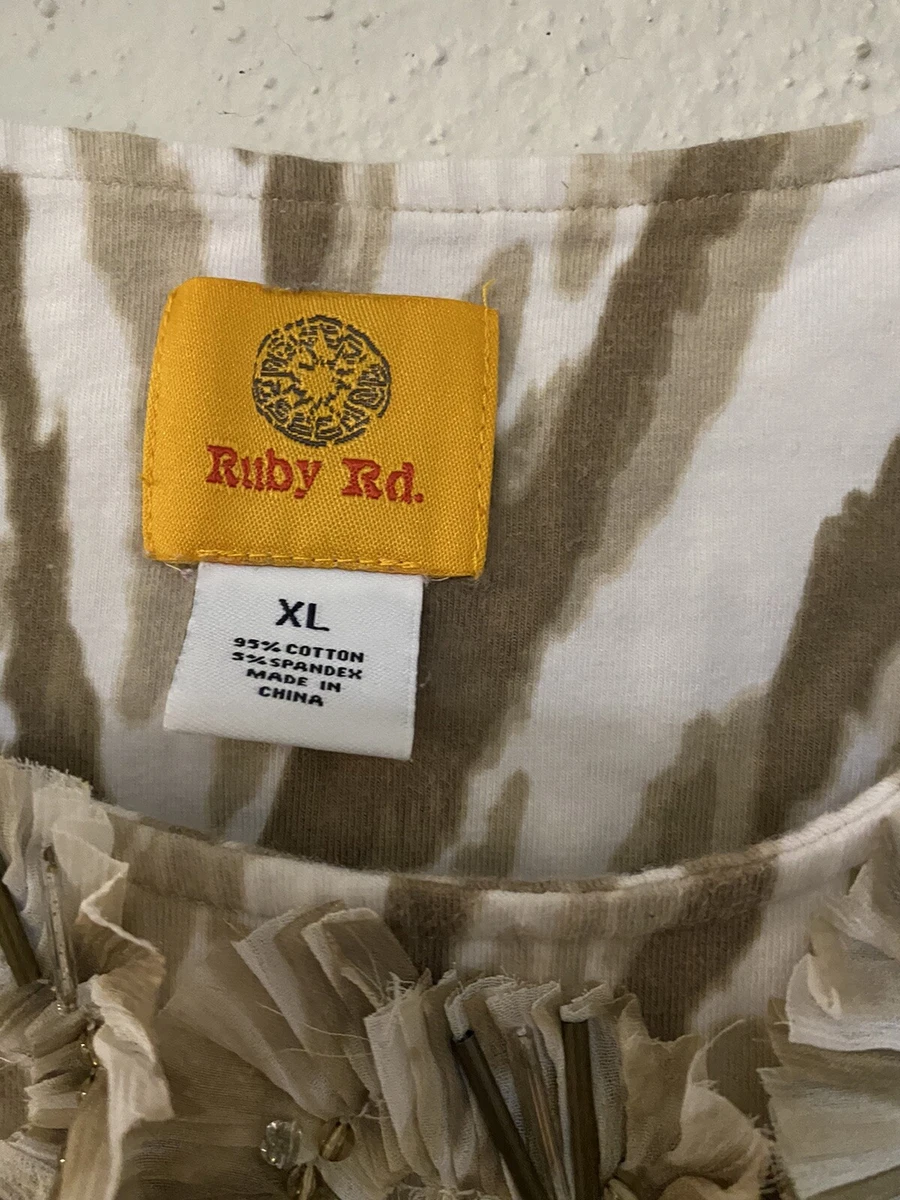 Ruby Rd.
XL
95% COTTON
5% SPANDEX
MADE IN
CHINA